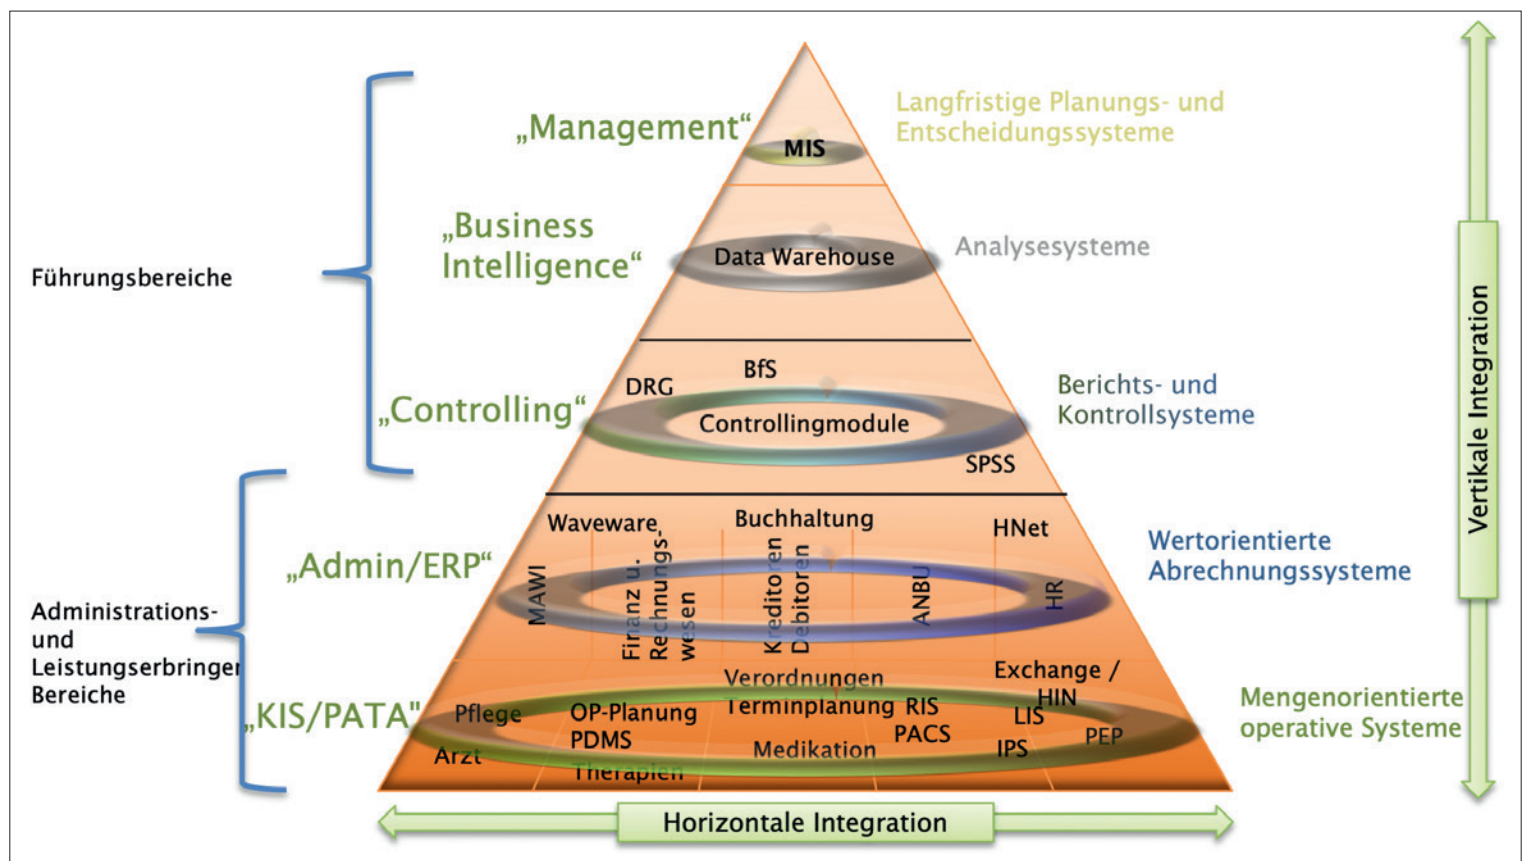 „Management“
MIS
Langfristige Planungs- und
Entscheidungssysteme
„Business
Intelligence“
Data Warehouse
Analysesysteme
Führungsbereiche
DRG
BfS
„Controlling“
Controllingmodule
SPSS
Berichts- und
Kontrollsysteme
Waveware
Buchhaltung
HNet
„Admin/ERP“
MAWI
Finanz u.
Rechnungs-
wesen
Kreditoren
Debitoren
ANBU
HR
Wertorientierte
Abrechnungssysteme
Administrations-
und
Leistungserbringer
Bereiche
„KIS/PATA"
Verordnungen
Exchange /
HIN
Pflege
OP-Planung
Terminplanung
RIS
LIS
PDMS
PACS
PEP
Arzt
Medikation
IPS
Therapien
Mengenorientierte
operative Systeme
Horizontale Integration
Vertikale Integration